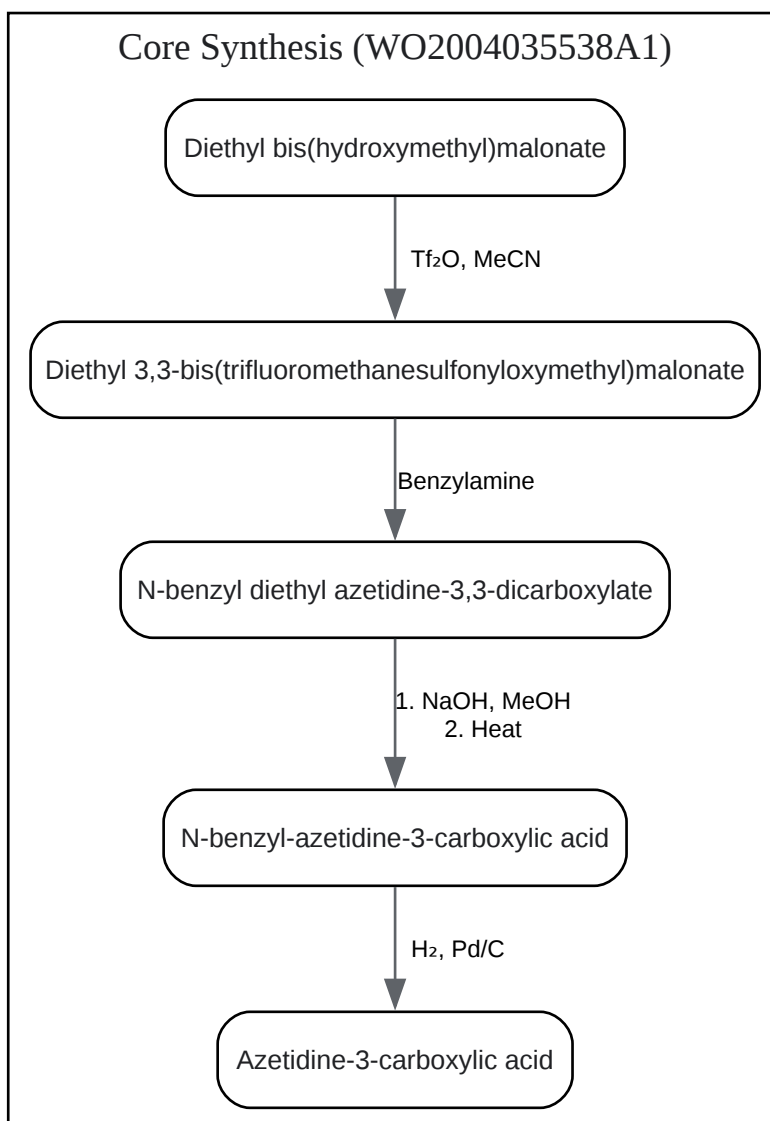 Core Synthesis (WO2004035538A1)
Diethyl bis(hydroxymethyl)malonate
Tf₂O, MeCN
Diethyl 3,3-bis(trifluoromethanesulfonyloxymethyl)malonate
Benzylamine
N-benzyl diethyl azetidine-3,3-dicarboxylate
1. NaOH, MeOH
2. Heat
N-benzyl-azetidine-3-carboxylic acid
H₂, Pd/C
Azetidine-3-carboxylic acid